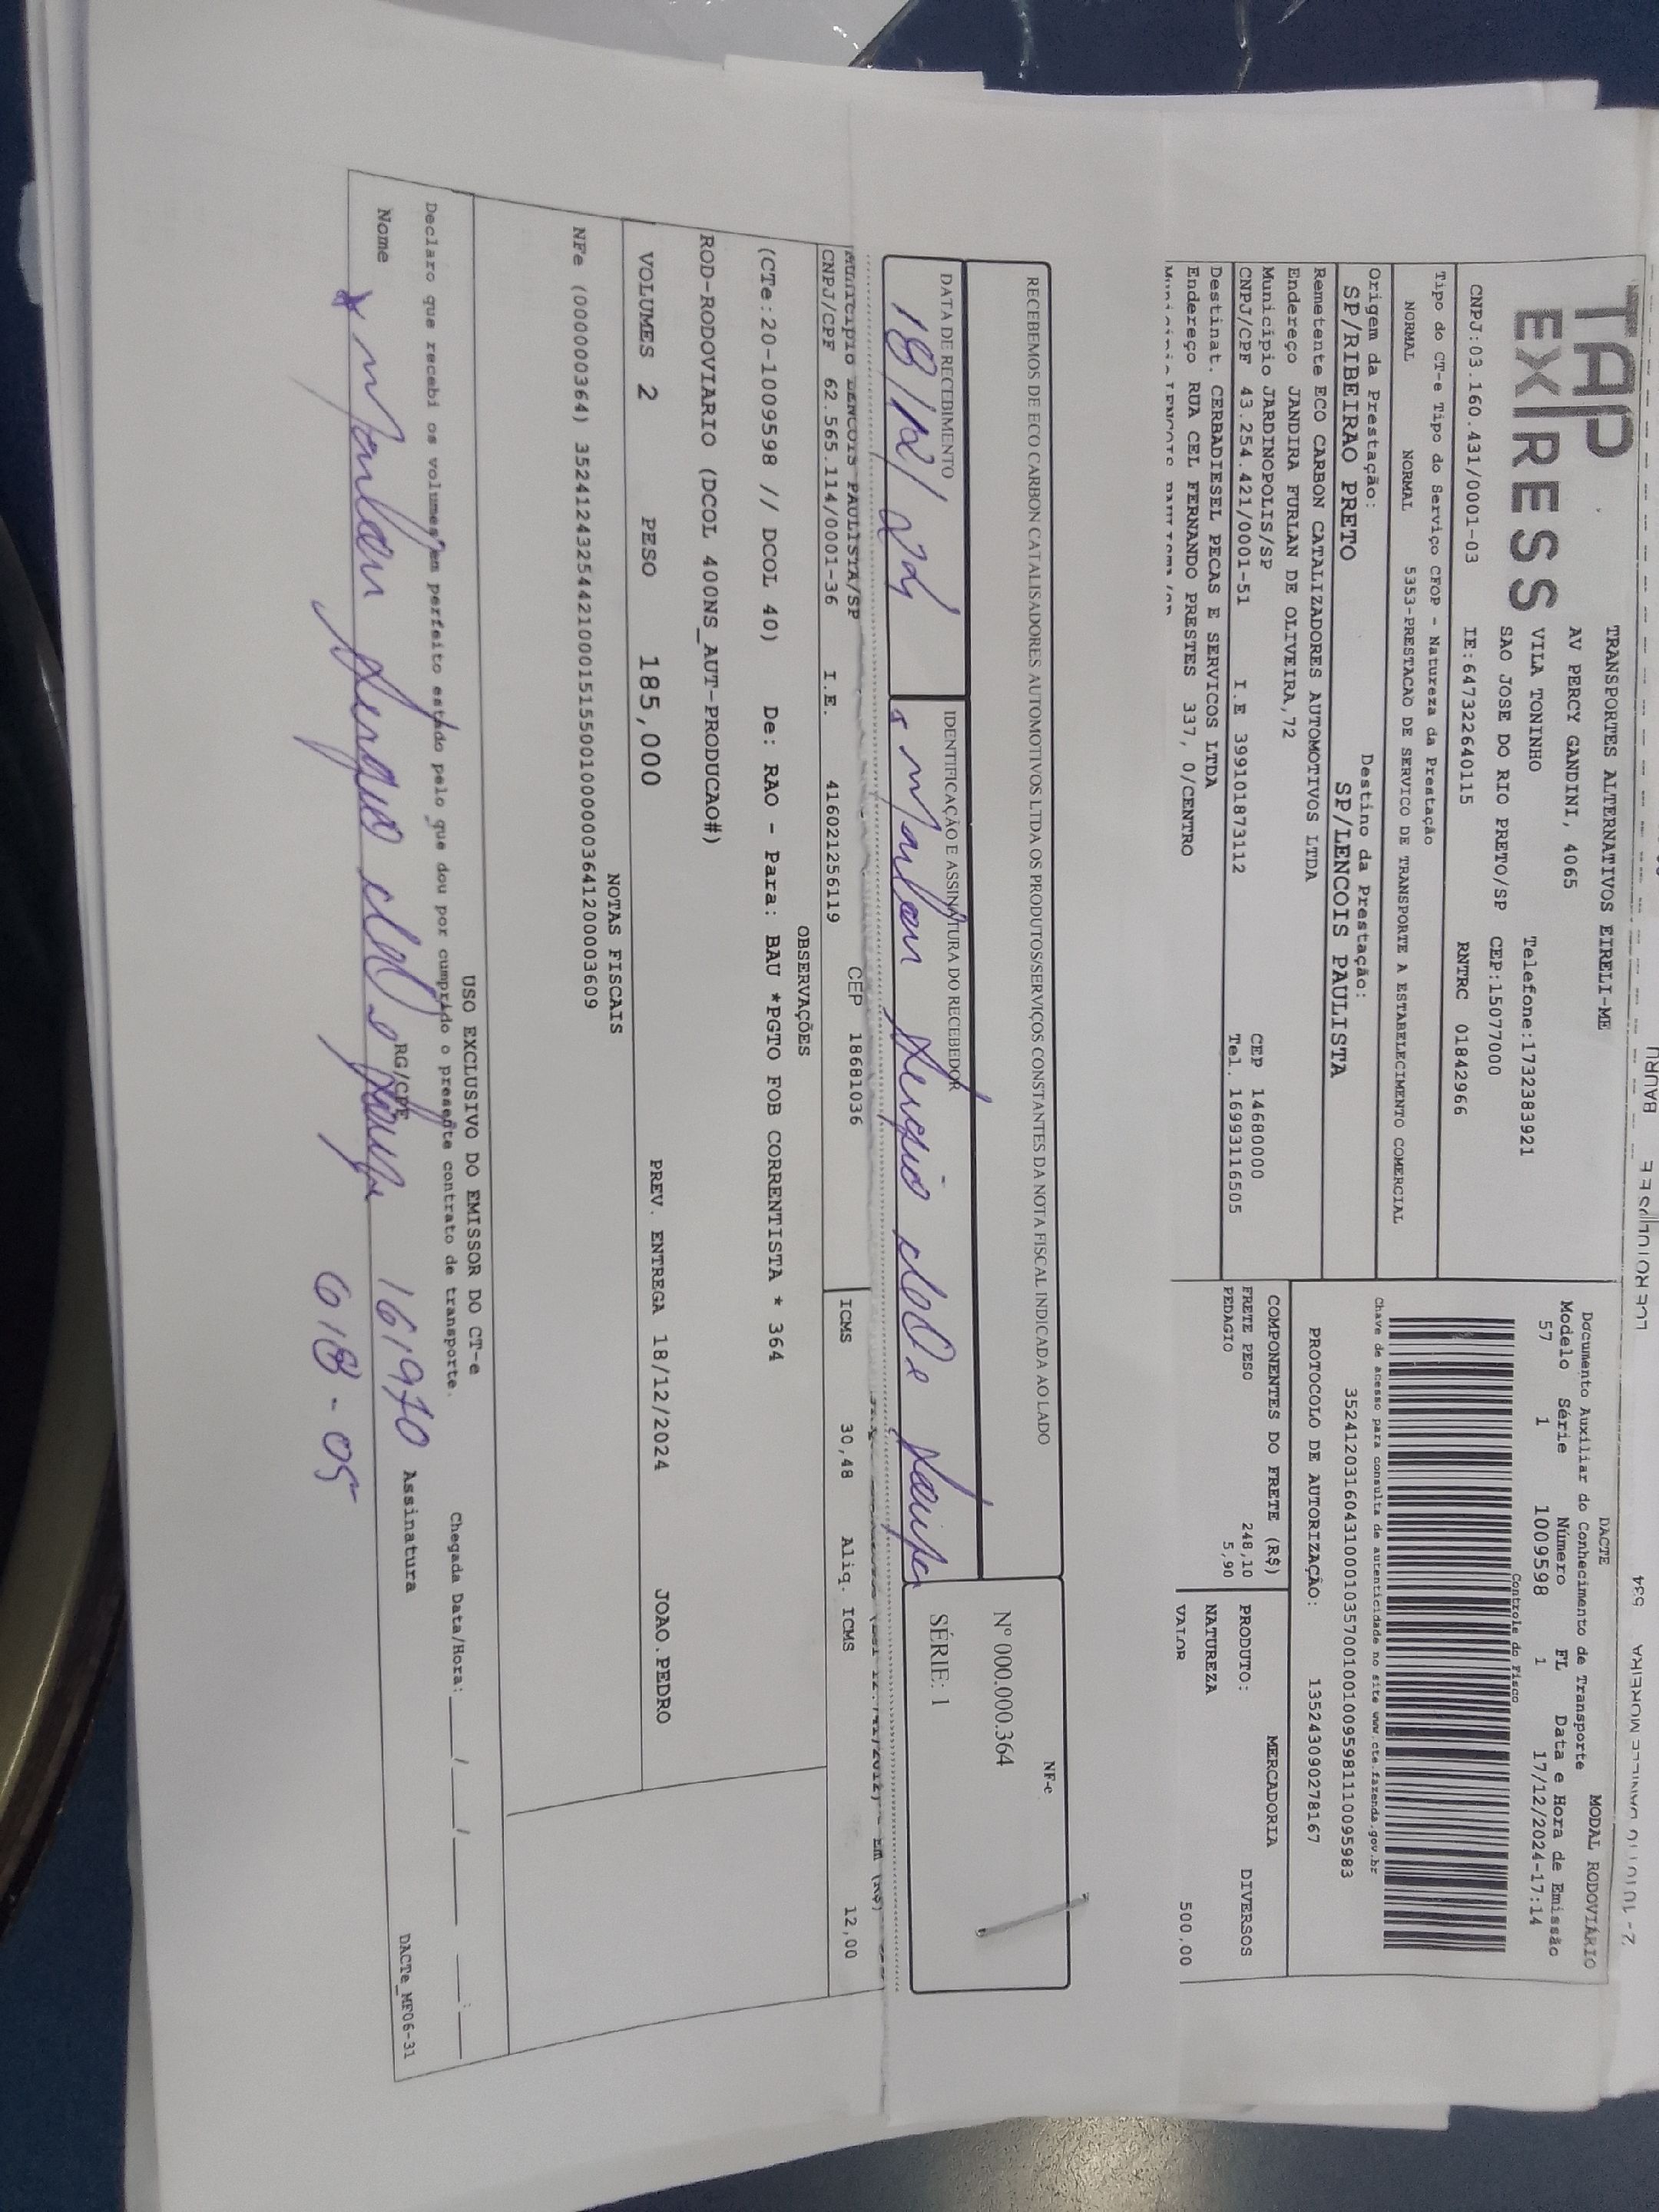 TAP
EXPRESS
TRANSPORTES ALTERNATIVOS EIRELI-ME
AV PERCY GANDINI, 4065
VILA TONINHO Telefone:1732383921
SAO JOSE DO RIO PRETO/SP CEP:15077000
CNPJ:03.160.431/0001-03 IE:647322640115 RNTRC 01842966
DACTE MODAL RODOVIÁRIO
Documento Auxiliar do Conhecimento de Transporte
Modelo Série Número FL Data e Hora de Emissão
57 1 1009598 1 17/12/2024-17:14
Controle do Fisco
Chave de acesso para consulta de autenticidade no site www.cte.fazenda.gov.br
35241203160431000103570010010095981100095983
PROTOCOLO DE AUTORIZAÇÃO: 135243090278167
Tipo do CT-e Tipo do Serviço CFOP - Natureza da Prestação
NORMAL NORMAL 5353-PRESTACAO DE SERVICO DE TRANSPORTE A ESTABELECIMENTO COMERCIAL
Origem da Prestação: Destino da Prestação:
SP/RIBEIRAO PRETO SP/LENCOIS PAULISTA
Remetente ECO CARBON CATALIZADORES AUTOMOTIVOS LTDA
Endereço JANDIRA FURLAN DE OLIVEIRA,72
Município JARDINOPOLIS/SP CEP 14680000
CNPJ/CPF 43.254.421/0001-51 I.E 399101873112 Tel. 16993116505
Destinat. CERBADIESEL PECAS E SERVICOS LTDA
Endereço RUA CEL FERNANDO PRESTES 337, 0/CENTRO
COMPONENTES DO FRETE (R$) MERCADORIA
FRETE PESO 248,10 PRODUTO: DIVERSOS
PEDAGIO 5,90 NATUREZA
VALOR 500,00
RECEBEMOS DE ECO CARBON CATALISADORES AUTOMOTIVOS LTDA OS PRODUTOS/SERVIÇOS CONSTANTES DA NOTA FISCAL INDICADA AO LADO
NF-e
Nº 000.000.364
SÉRIE: 1
DATA DE RECEBIMENTO IDENTIFICAÇÃO E ASSINATURA DO RECEBEDOR
18/12/24
PAULISTA/SP CEP 18681036
CNPJ/CPF 62.565.114/0001-36 I.E. 416021256119 ICMS 30,48 Aliq. ICMS 12,00
OBSERVAÇÕES
(CTe:20-1009598 // DCOL 40) De: RAO - Para: BAU *PGTO FOB CORRENTISTA * 364
ROD-RODOVIARIO (DCOL 400NS_AUT-PRODUCAO#)
VOLUMES 2 PESO 185,000 PREV. ENTREGA 18/12/2024 JOAO.PEDRO
NOTAS FISCAIS
NFe (000000364) 35241243254421000151550010000003641200003609
USO EXCLUSIVO DO EMISSOR DO CT-e
Declaro que recebi os volumes em perfeito estado pelo que dou por cumprido o presente contrato de transporte. Chegada Data/Hora:
Nome RG/CPF 161970 Assinatura
618-05
DACTe_MF06-31